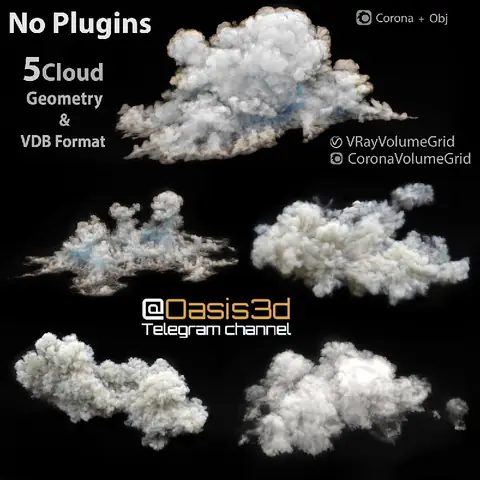 No Plugins
Corona + Obj
5Cloud
Geometry
&
VDB Format
VRayVolumeGrid
CoronaVolumeGrid
@Oasis3d
Telegram channel